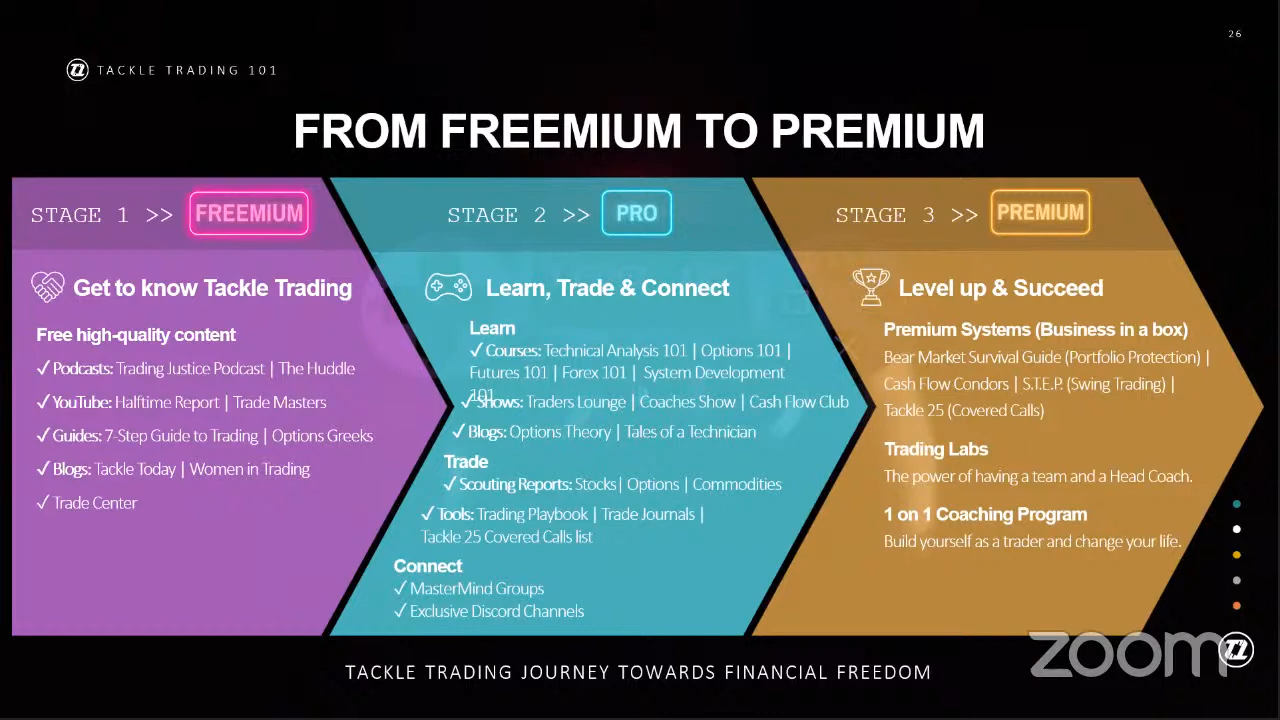 26
TACKLE TRADING 101
FROM FREEMIUM TO PREMIUM
STAGE 1 >> FREEMIUM
Get to know Tackle Trading
Free high-quality content
✓ Podcasts: Trading Justice Podcast | The Huddle
✓ YouTube: Halftime Report | Trade Masters
✓ Guides: 7-Step Guide to Trading | Options Greeks
✓ Blogs: Tackle Today | Women in Trading
✓ Trade Center
STAGE 2 >> PRO
Learn, Trade & Connect
Learn
✓ Courses: Technical Analysis 101 | Options 101 |
Futures 101 | Forex 101 | System Development
101
✓ Shows: Traders Lounge | Coaches Show | Cash Flow Club
✓ Blogs: Options Theory | Tales of a Technician
Trade
✓ Scouting Reports: Stocks| Options | Commodities
✓ Tools: Trading Playbook | Trade Journals |
Tackle 25 Covered Calls list
Connect
✓ MasterMind Groups
✓ Exclusive Discord Channels
STAGE 3 >> PREMIUM
Level up & Succeed
Premium Systems (Business in a box)
Bear Market Survival Guide (Portfolio Protection) |
Cash Flow Condors | S.T.E.P. (Swing Trading) |
Tackle 25 (Covered Calls)
Trading Labs
The power of having a team and a Head Coach.
1 on 1 Coaching Program
Build yourself as a trader and change your life.
TACKLE TRADING JOURNEY TOWARDS FINANCIAL FREEDOM
zoom